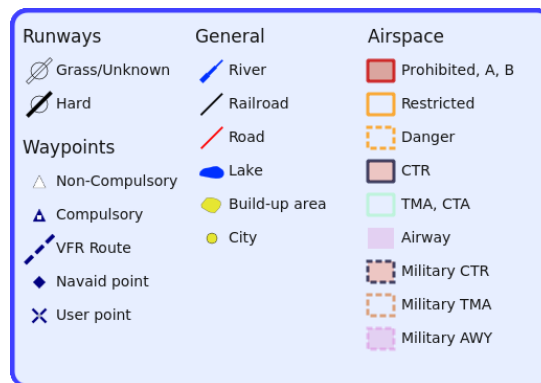 Runways
Grass/Unknown
Hard
Waypoints
Non-Compulsory
Compulsory
VFR Route
Navaid point
User point
General
River
Railroad
Road
Lake
Build-up area
City
Airspace
Prohibited, A, B
Restricted
Danger
CTR
TMA, CTA
Airway
Military CTR
Military TMA
Military AWY